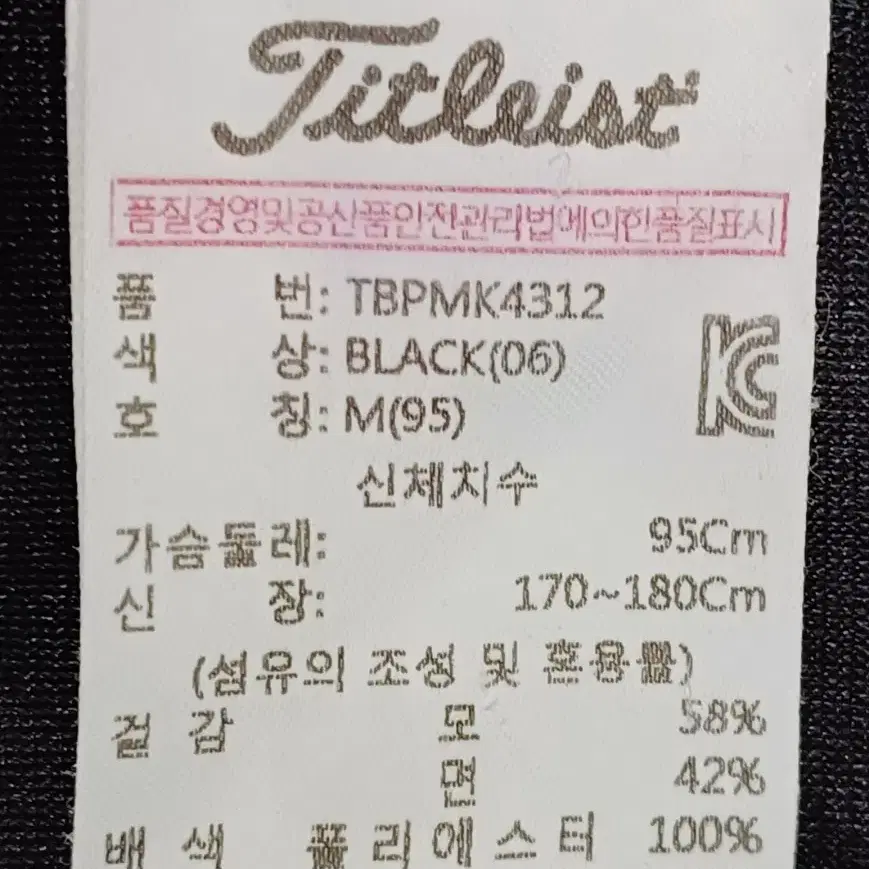 Titleist
품질경영및공산품안전관리법에의한품질표시
품 번: TBPMK4312
색 상: BLACK(06)
호 칭: M(95)
신체치수
가슴둘레: 95Cm
신 장: 170~180Cm
(섬유의 조성 및 혼용률)
겉 감 모 58%
면 42%
배 색 폴리에스터 100%